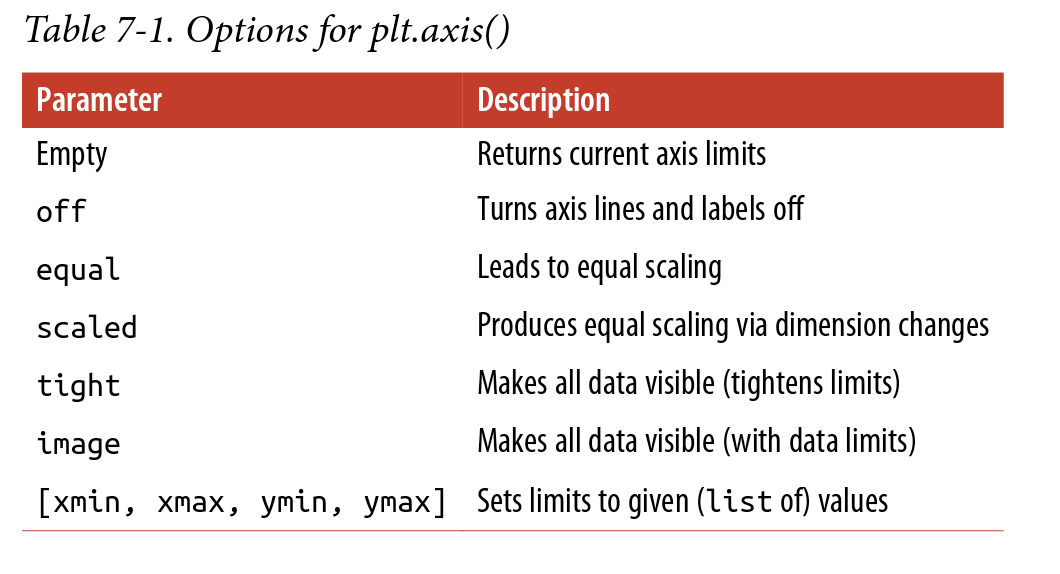 Table 7-1. Options for plt.axis()
Parameter Description
Empty Returns current axis limits
off Turns axis lines and labels off
equal Leads to equal scaling
scaled Produces equal scaling via dimension changes
tight Makes all data visible (tightens limits)
image Makes all data visible (with data limits)
[xmin, xmax, ymin, ymax] Sets limits to given (list of) values